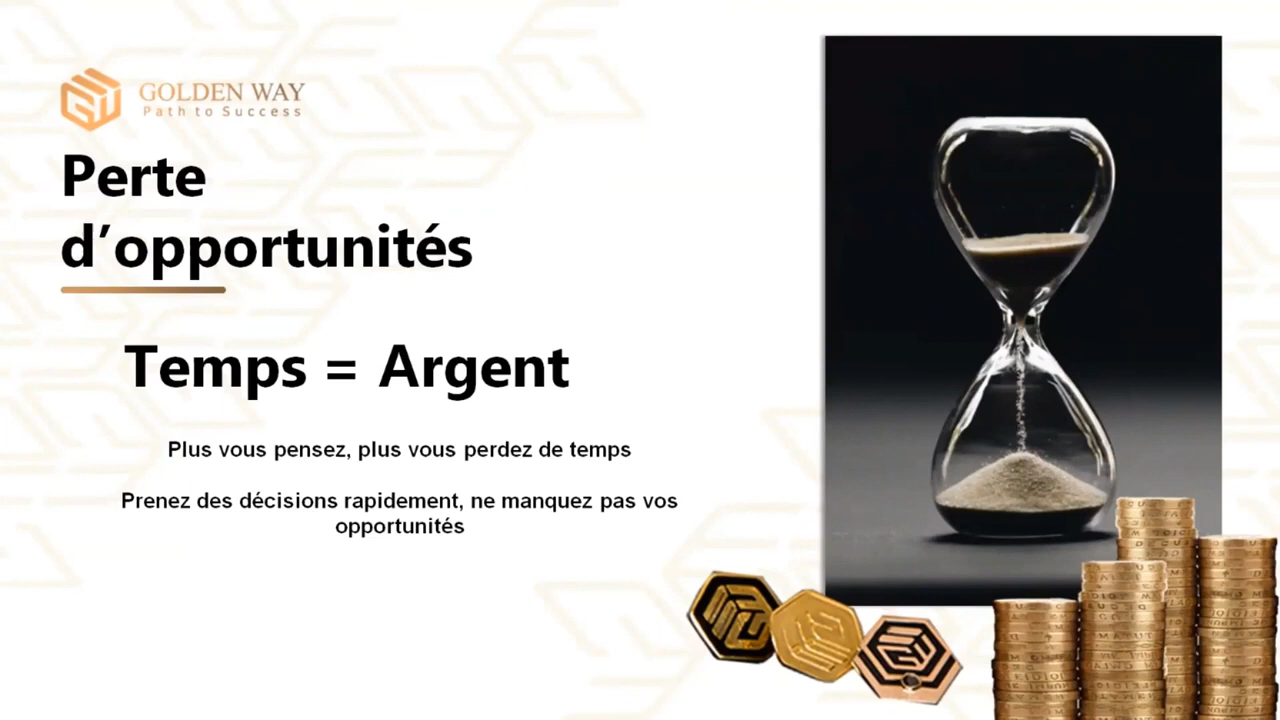 GOLDEN WAY
Path to Success
Perte
d’opportunités
Temps = Argent
Plus vous pensez, plus vous perdez de temps
Prenez des décisions rapidement, ne manquez pas vos
opportunités